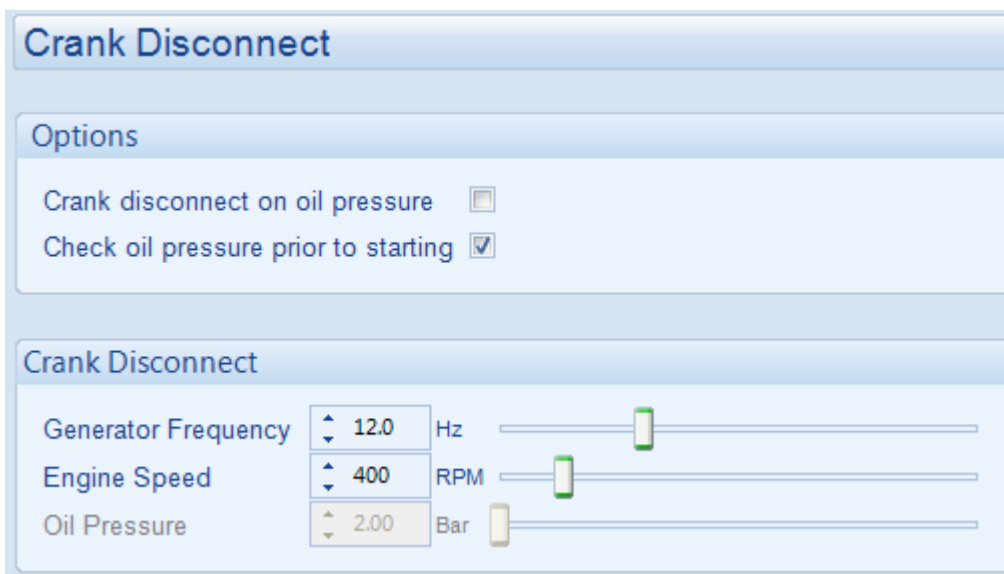 Crank Disconnect
Options
Crank disconnect on oil pressure
Check oil pressure prior to starting
Crank Disconnect
Generator Frequency 12.0 Hz
Engine Speed 400 RPM
Oil Pressure 2.00 Bar